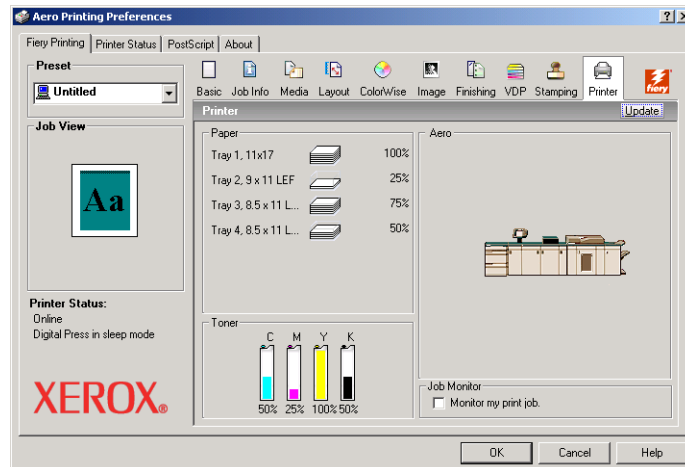 Aero Printing Preferences
Fiery Printing Printer Status PostScript About
Preset
Untitled
Basic Job Info Media Layout ColorWise Image Finishing VDP Stamping Printer
fiery
Printer
Update
Job View
Aa
Paper
Tray 1, 11x17 100%
Tray 2, 9 x 11 LEF 25%
Tray 3, 8.5 x 11 L... 75%
Tray 4, 8.5 x 11 L... 50%
Aero
Printer Status:
Online
Digital Press in sleep mode
XEROX®
Toner
C M Y K
50% 25% 100% 50%
Job Monitor
Monitor my print job.
OK Cancel Help